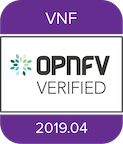 VNF
OPNFV
VERIFIED
2019.04